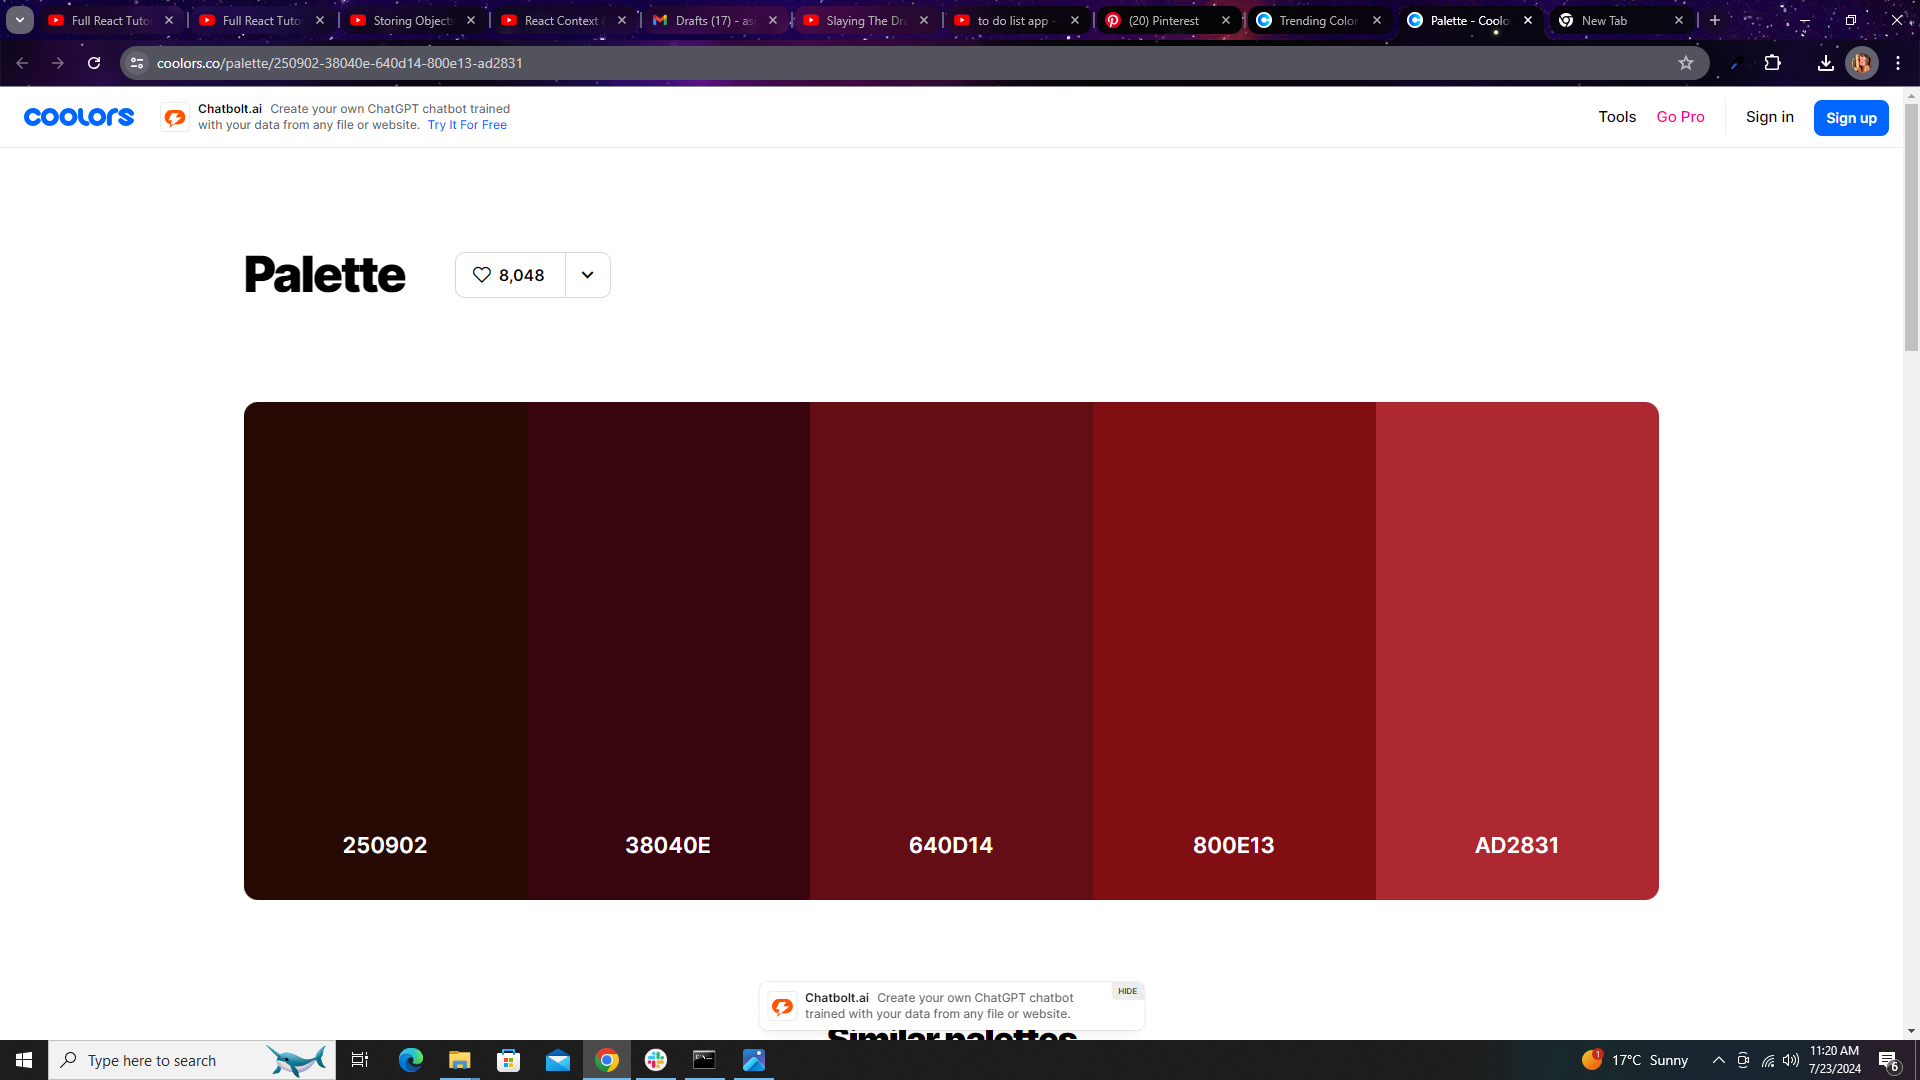 Full React Tuto
Full React Tuto
Storing Objects
React Context
Drafts (17) - as
Slaying The Dra
to do list app -
(20) Pinterest
Trending Color
Palette - Coolo
New Tab
coolors.co/palette/250902-38040e-640d14-800e13-ad2831
coolors
Chatbolt.ai Create your own ChatGPT chatbot trained
with your data from any file or website. Try It For Free
Tools
Go Pro
Sign in
Sign up
Palette
8,048
250902
38040E
640D14
800E13
AD2831
Chatbolt.ai Create your own ChatGPT chatbot
trained with your data from any file or website.
HIDE
Similar palettes
Type here to search
1
17°C Sunny
11:20 AM
7/23/2024
6